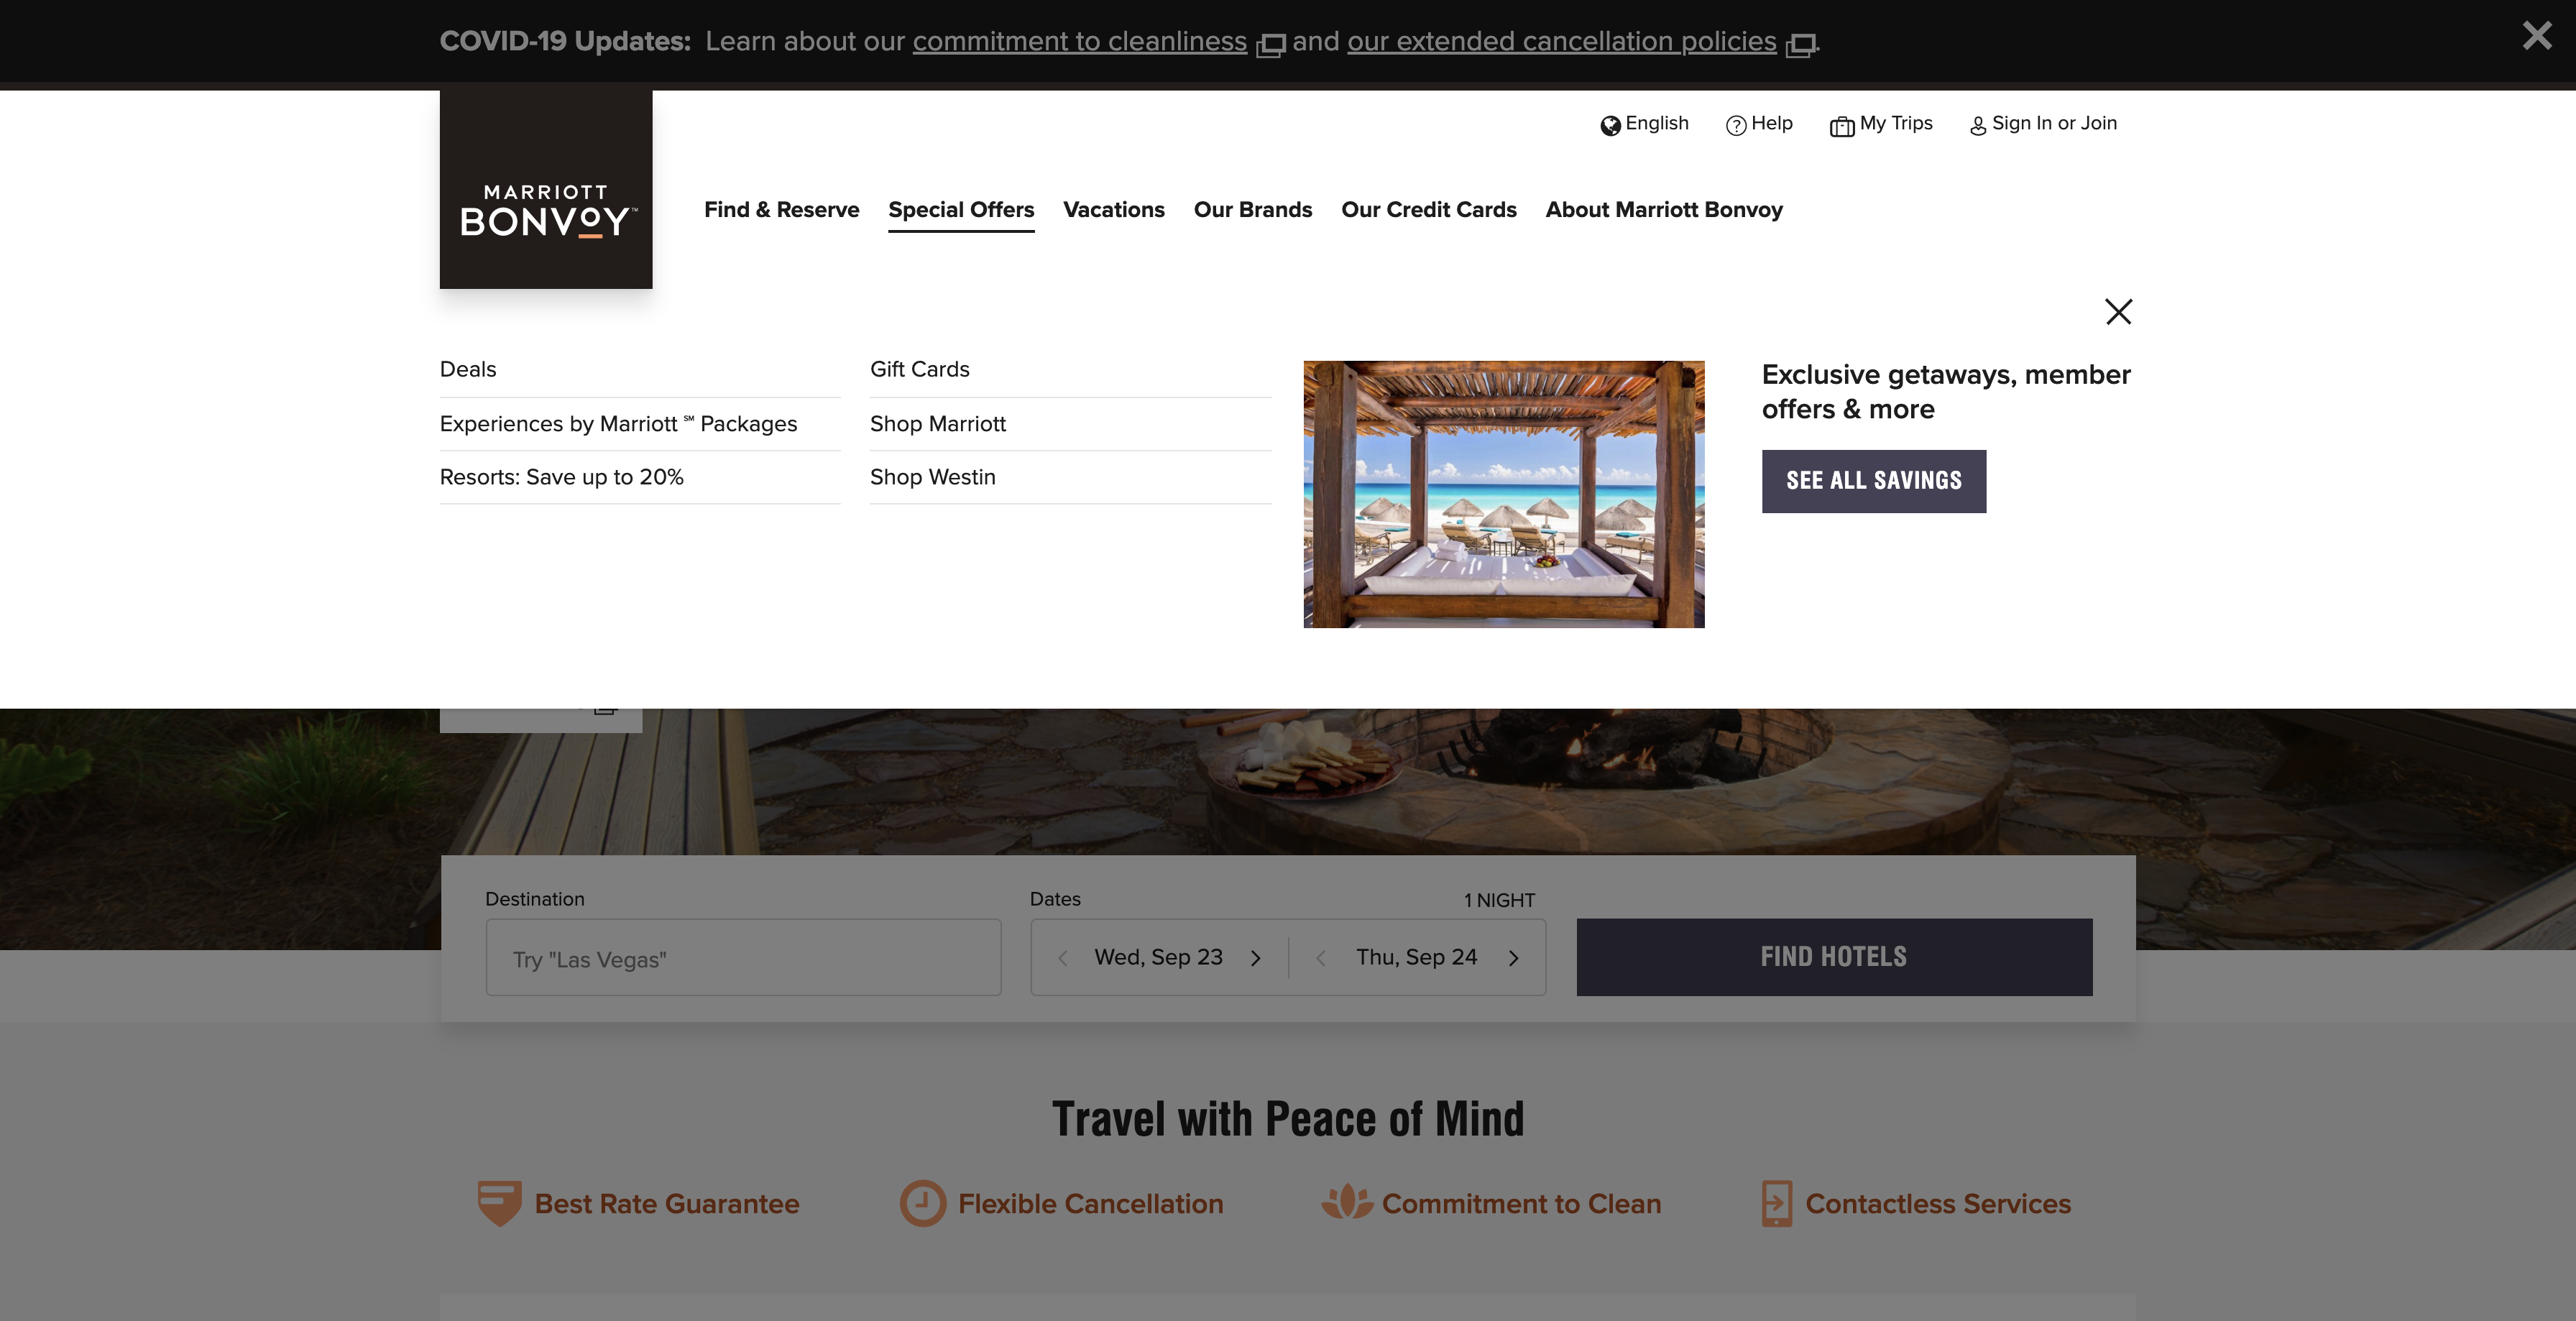 COVID-19 Updates: Learn about our commitment to cleanliness and our extended cancellation policies .
English Help My Trips Sign In or Join
MARRIOTT
BONVOY™
Find & Reserve Special Offers Vacations Our Brands Our Credit Cards About Marriott Bonvoy
Deals
Experiences by Marriott ℠ Packages
Resorts: Save up to 20%
Gift Cards
Shop Marriott
Shop Westin
Exclusive getaways, member
offers & more
SEE ALL SAVINGS
Destination
Try "Las Vegas"
Dates
1 NIGHT
Wed, Sep 23
Thu, Sep 24
FIND HOTELS
Travel with Peace of Mind
Best Rate Guarantee Flexible Cancellation Commitment to Clean Contactless Services